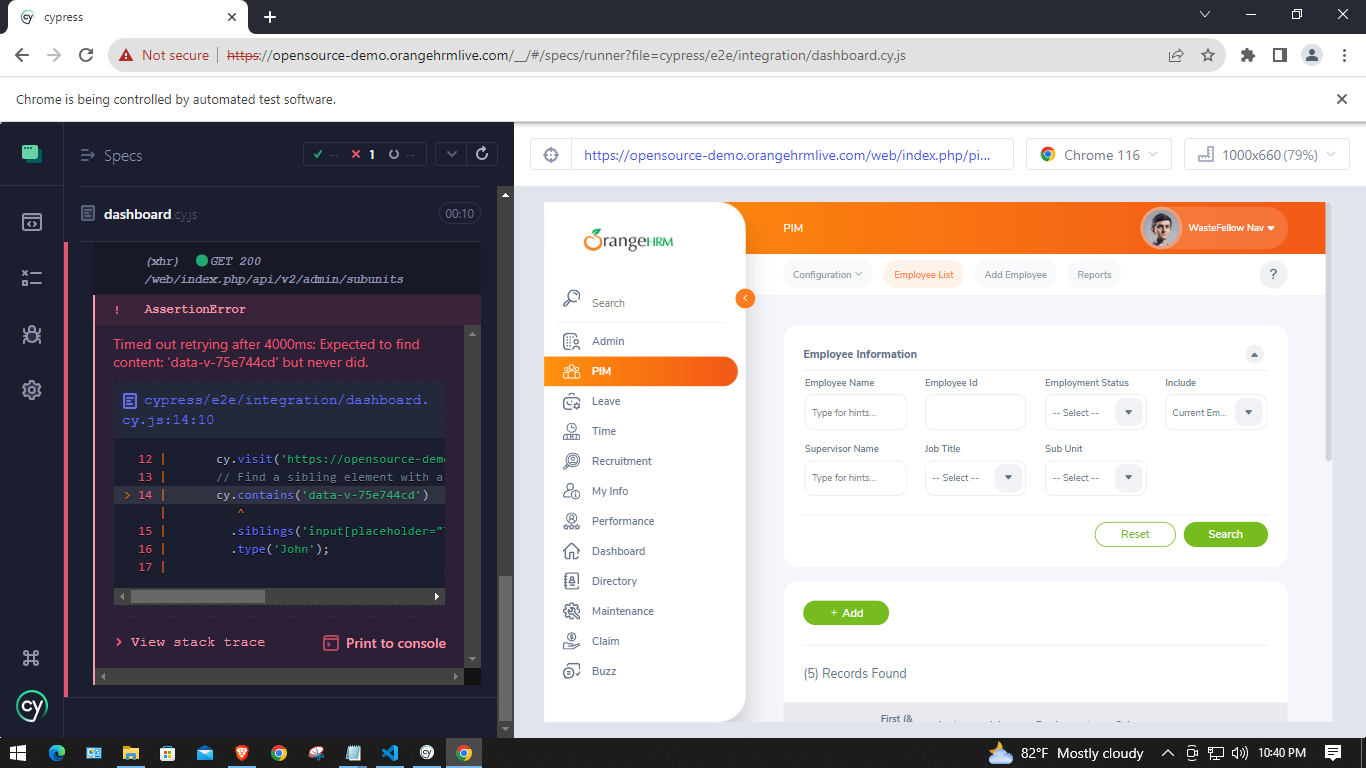 cypress
Not secure
https://opensource-demo.orangehrmlive.com/__/#/specs/runner?file=cypress/e2e/integration/dashboard.cy.js
Chrome is being controlled by automated test software.
Specs
-- 1 --
dashboard.cy.js 00:10
(xhr) GET 200
/web/index.php/api/v2/admin/subunits
! AssertionError
Timed out retrying after 4000ms: Expected to find
content: 'data-v-75e744cd' but never did.
cypress/e2e/integration/dashboard.
cy.js:14:10
12 | cy.visit('https://opensource-dem
13 | // Find a sibling element with a
> 14 | cy.contains('data-v-75e744cd')
| ^
15 | .siblings('input[placeholder="
16 | .type('John');
17 |
> View stack trace
Print to console
cy
https://opensource-demo.orangehrmlive.com/web/index.php/pi...
Chrome 116
1000x660 (79%)
OrangeHRM
Search
Admin
PIM
Leave
Time
Recruitment
My Info
Performance
Dashboard
Directory
Maintenance
Claim
Buzz
PIM
WasteFellow Nav
Configuration
Employee List
Add Employee
Reports
?
Employee Information
Employee Name
Employee Id
Employment Status
Include
Type for hints...
-- Select --
Current Em...
Supervisor Name
Job Title
Sub Unit
Type for hints...
-- Select --
-- Select --
Reset
Search
+ Add
(5) Records Found
First (&
82°F Mostly cloudy
10:40 PM